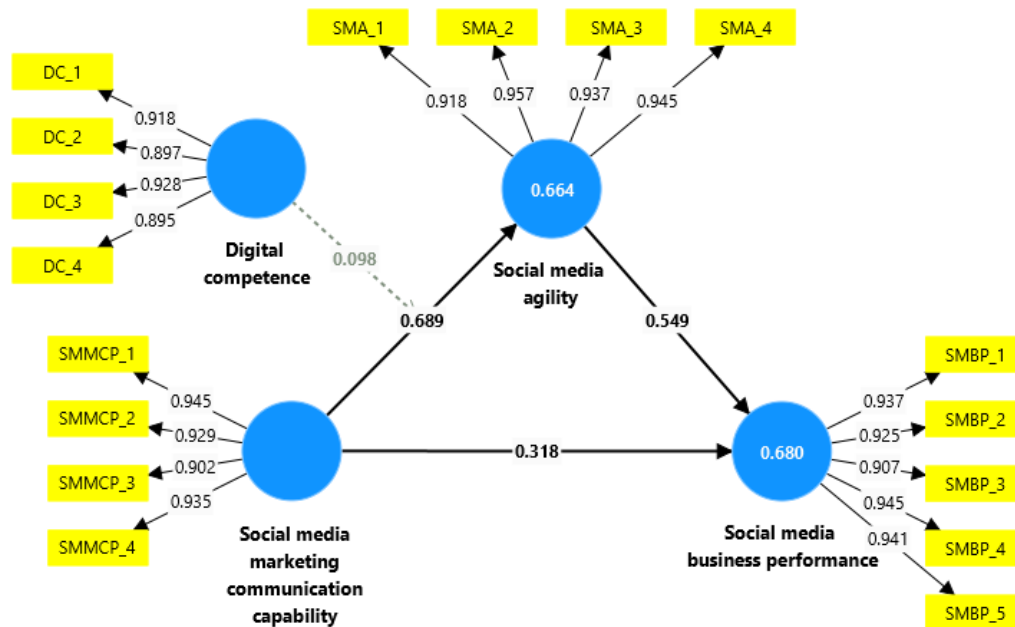 SMA_1
SMA_2
SMA_3
SMA_4
DC_1
DC_2
DC_3
DC_4
0.918
0.957
0.937
0.945
0.918
0.897
0.928
0.895
0.664
Digital
competence
0.098
Social media
agility
0.689
0.549
SMMCP_1
SMMCP_2
SMMCP_3
SMMCP_4
0.945
0.929
0.902
0.935
0.318
0.680
SMBP_1
SMBP_2
SMBP_3
SMBP_4
SMBP_5
0.937
0.925
0.907
0.945
0.941
Social media
marketing
communication
capability
Social media
business performance